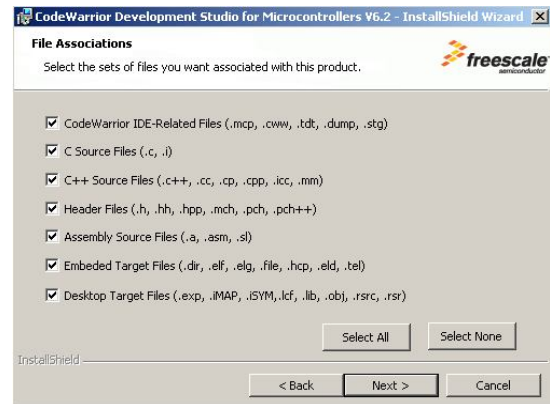 CodeWarrior Development Studio for Microcontrollers V6.2 - InstallShield Wizard
File Associations
Select the sets of files you want associated with this product.
freescale
semiconductor
CodeWarrior IDE-Related Files (.mcp, .cww, .tdt, .dump, .stg)
C Source Files (.c, .i)
C++ Source Files (.c++, .cc, .cp, .cpp, .icc, .mm)
Header Files (.h, .hh, .hpp, .mch, .pch, .pch++)
Assembly Source Files (.a, .asm, .sl)
Embeded Target Files (.dir, .elf, .elg, .file, .hcp, .eld, .tel)
Desktop Target Files (.exp, .iMAP, .iSYM,.lcf, .lib, .obj, .rsrc, .rsr)
Select All
Select None
InstallShield
< Back
Next >
Cancel